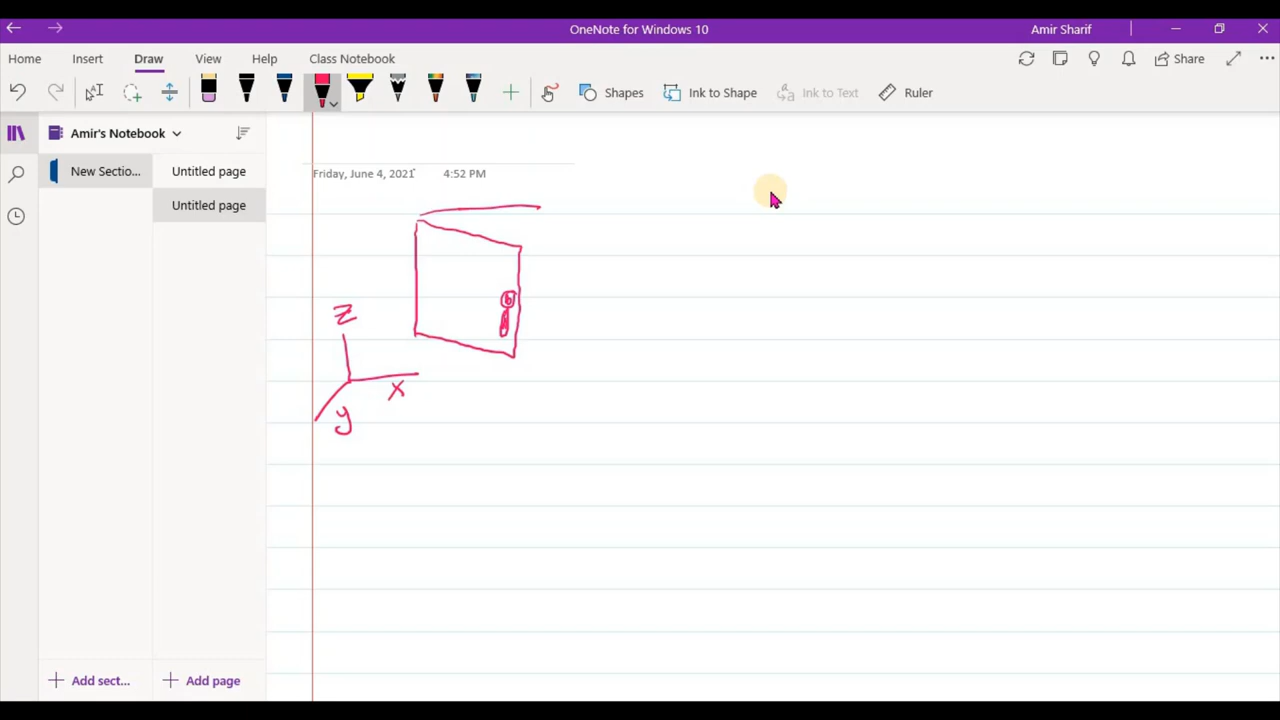 OneNote for Windows 10
Amir Sharif
Home Insert Draw View Help Class Notebook
Share
Shapes Ink to Shape Ink to Text Ruler
Amir's Notebook
New Sectio... Untitled page
Untitled page
Friday, June 4, 2021 4:52 PM
z
x
y
Add sect... Add page